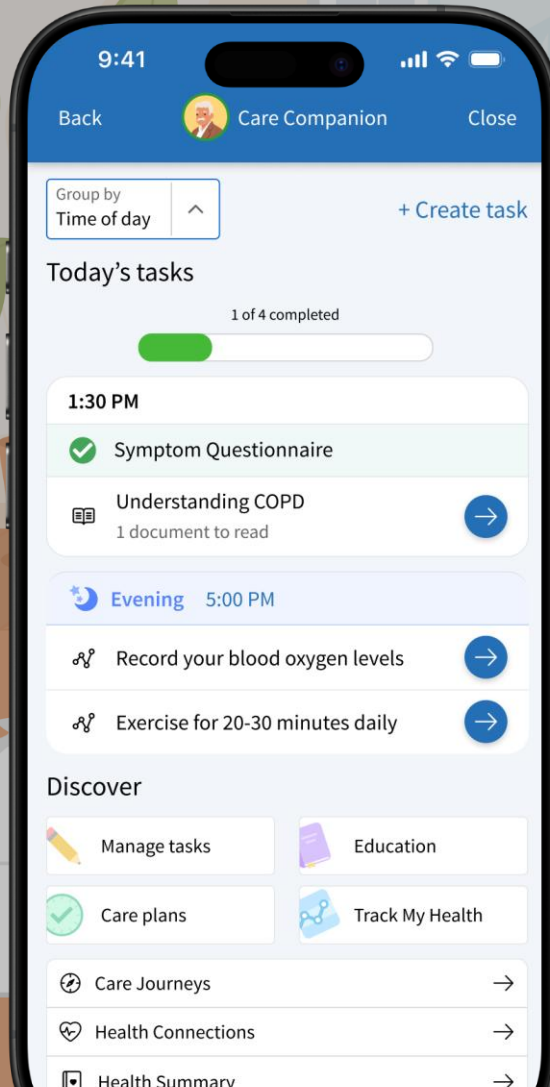 9:41
Back
Care Companion
Close
Group by
Time of day
+ Create task
Today's tasks
1 of 4 completed
1:30 PM
Symptom Questionnaire
Understanding COPD
1 document to read
Evening 5:00 PM
Record your blood oxygen levels
Exercise for 20-30 minutes daily
Discover
Manage tasks
Education
Care plans
Track My Health
Care Journeys
Health Connections
Health Summary